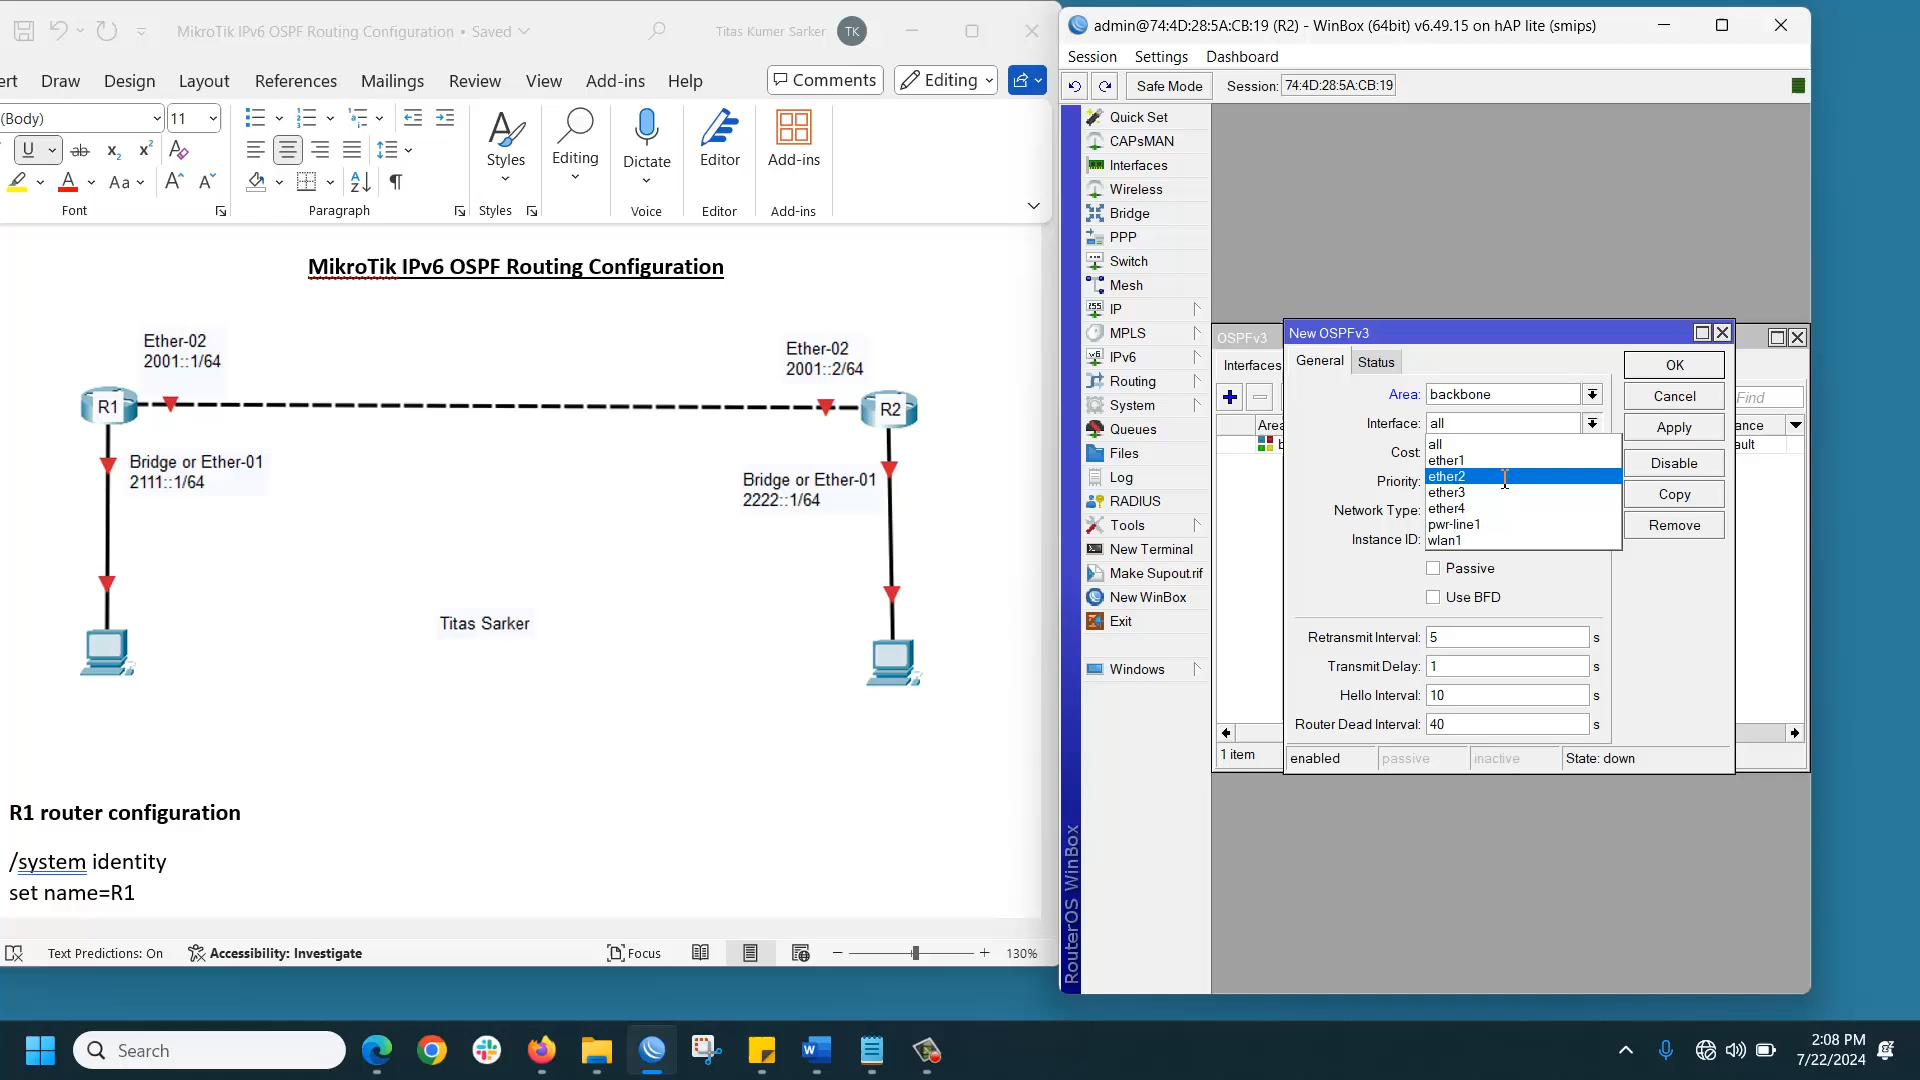 MikroTik IPv6 OSPF Routing Configuration • Saved
Titas Kumer Sarker
TK
ert
Draw
Design
Layout
References
Mailings
Review
View
Add-ins
Help
Comments
Editing
(Body)
11
U
ab
x₂
x²
A
A
Aa
A
A
A
Z
¶
Styles
Editing
Dictate
Editor
Add-ins
Font
Paragraph
Styles
Voice
Editor
Add-ins
MikroTik IPv6 OSPF Routing Configuration
Ether-02
2001::1/64
Ether-02
2001::2/64
R1
R2
Bridge or Ether-01
2111::1/64
Bridge or Ether-01
2222::1/64
Titas Sarker
R1 router configuration
/system identity
set name=R1
Text Predictions: On
Accessibility: Investigate
Focus
130%
admin@74:4D:28:5A:CB:19 (R2) - WinBox (64bit) v6.49.15 on hAP lite (smips)
Session
Settings
Dashboard
Safe Mode
Session:
74:4D:28:5A:CB:19
Quick Set
CAPsMAN
Interfaces
Wireless
Bridge
PPP
Switch
Mesh
IP
MPLS
IPv6
Routing
System
Queues
Files
Log
RADIUS
Tools
New Terminal
Make Supout.rif
New WinBox
Exit
Windows
RouterOS WinBox
OSPFv3
Interfaces
Find
Area
ance
b
ault
1 item
New OSPFv3
General
Status
Area:
backbone
Interface:
all
all
ether1
ether2
ether3
ether4
pwr-line1
wlan1
Cost
Priority:
Network Type:
Instance ID:
Passive
Use BFD
Retransmit Interval:
5
s
Transmit Delay:
1
s
Hello Interval:
10
s
Router Dead Interval:
40
s
enabled
passive
inactive
State: down
OK
Cancel
Apply
Disable
Copy
Remove
Search
2:08 PM
7/22/2024